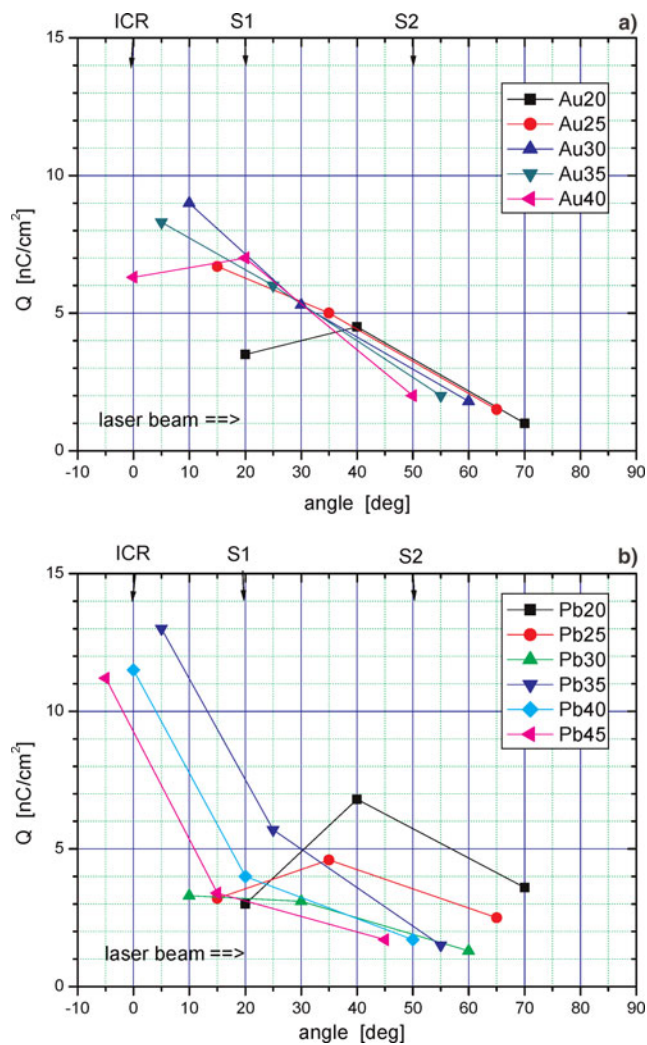 ICR S1 S2 a)
15
10
5
0
Q [nC/cm²]
Au20
Au25
Au30
Au35
Au40
laser beam ==>
-10 0 10 20 30 40 50 60 70 80 90
angle [deg]
ICR S1 S2 b)
15
10
5
0
Q [nC/cm²]
Pb20
Pb25
Pb30
Pb35
Pb40
Pb45
laser beam ==>
10 0 10 20 30 40 50 60 70 80 90
angle [deg]